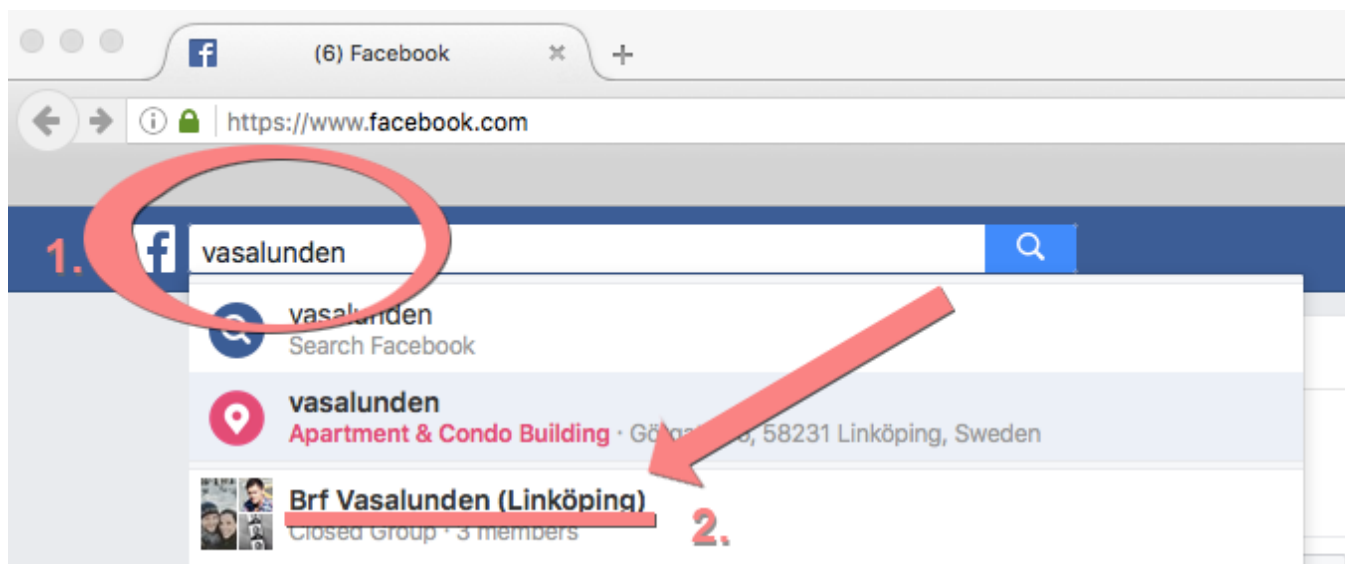 (6) Facebook
https://www.facebook.com
1.
vasalunden
vasalunden
Search Facebook
vasalunden
Apartment & Condo Building · 58231 Linköping, Sweden
Brf Vasalunden (Linköping)
Closed Group · 3 members
2.